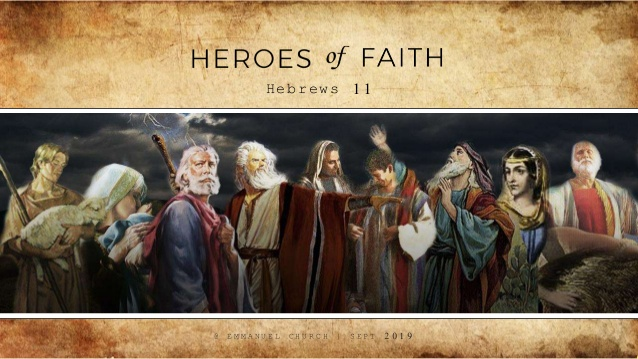 HEROES of FAITH
Hebrews 11
EMMANUEL CHURCH | SEPT 2019